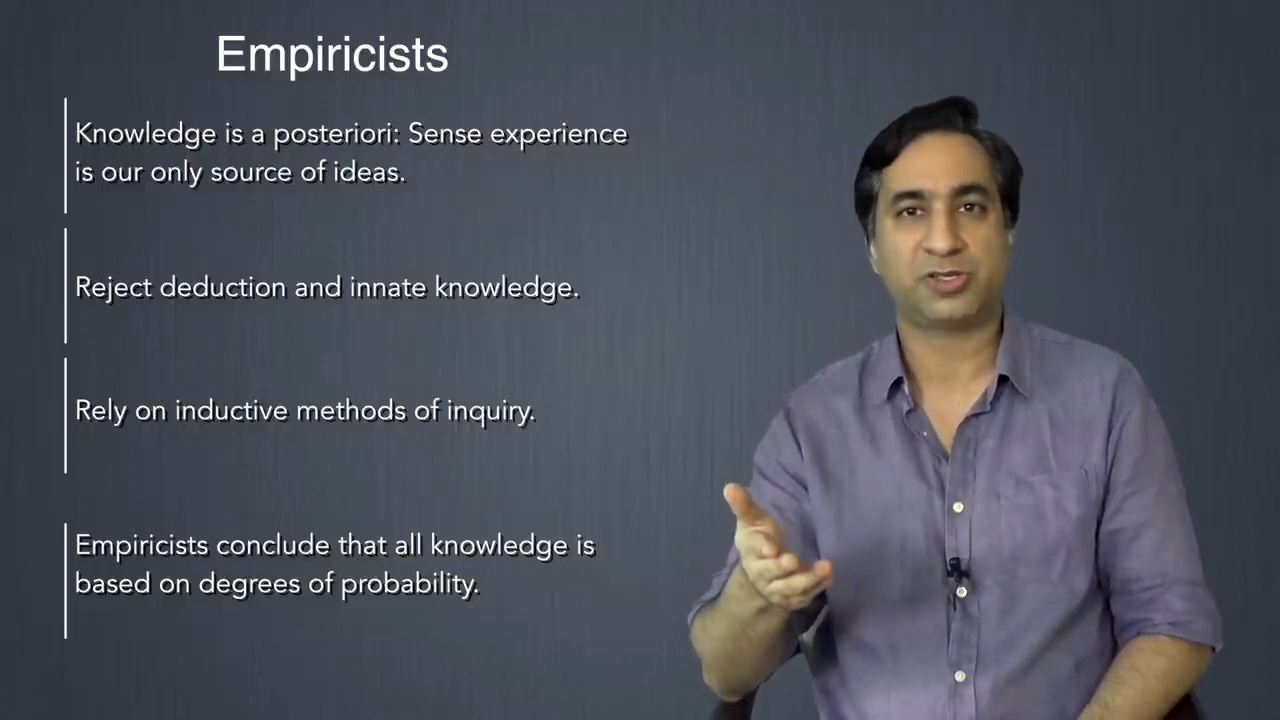 Empiricists
Knowledge is a posteriori: Sense experience
is our only source of ideas.
Reject deduction and innate knowledge.
Rely on inductive methods of inquiry.
Empiricists conclude that all knowledge is
based on degrees of probability.